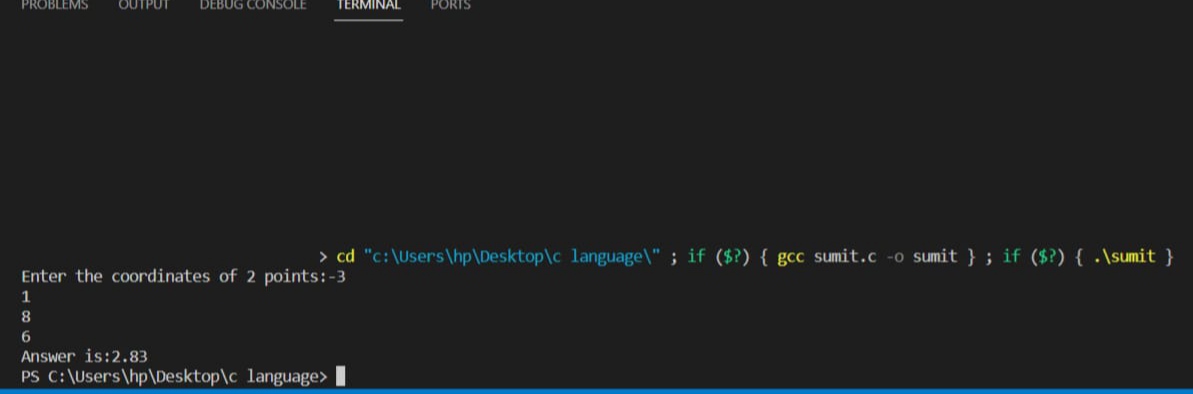 PROBLEMS OUTPUT DEBUG CONSOLE TERMINAL PORTS
> cd "c:\Users\hp\Desktop\c language\" ; if ($?) { gcc sumit.c -o sumit } ; if ($?) { .\sumit }
Enter the coordinates of 2 points:-3
1
8
6
Answer is:2.83
PS C:\Users\hp\Desktop\c language>